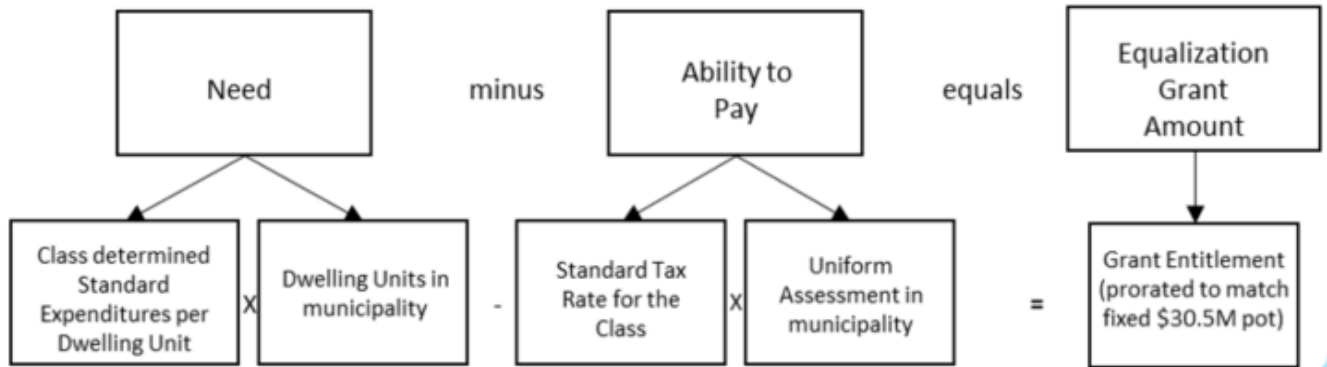 Need
minus
Ability to
Pay
equals
Equalization
Grant
Amount
Class determined
Standard
Expenditures per
Dwelling Unit
X
Dwelling Units in
municipality
-
Standard Tax
Rate for the
Class
X
Uniform
Assessment in
municipality
=
Grant Entitlement
(prorated to match
fixed $30.5M pot)